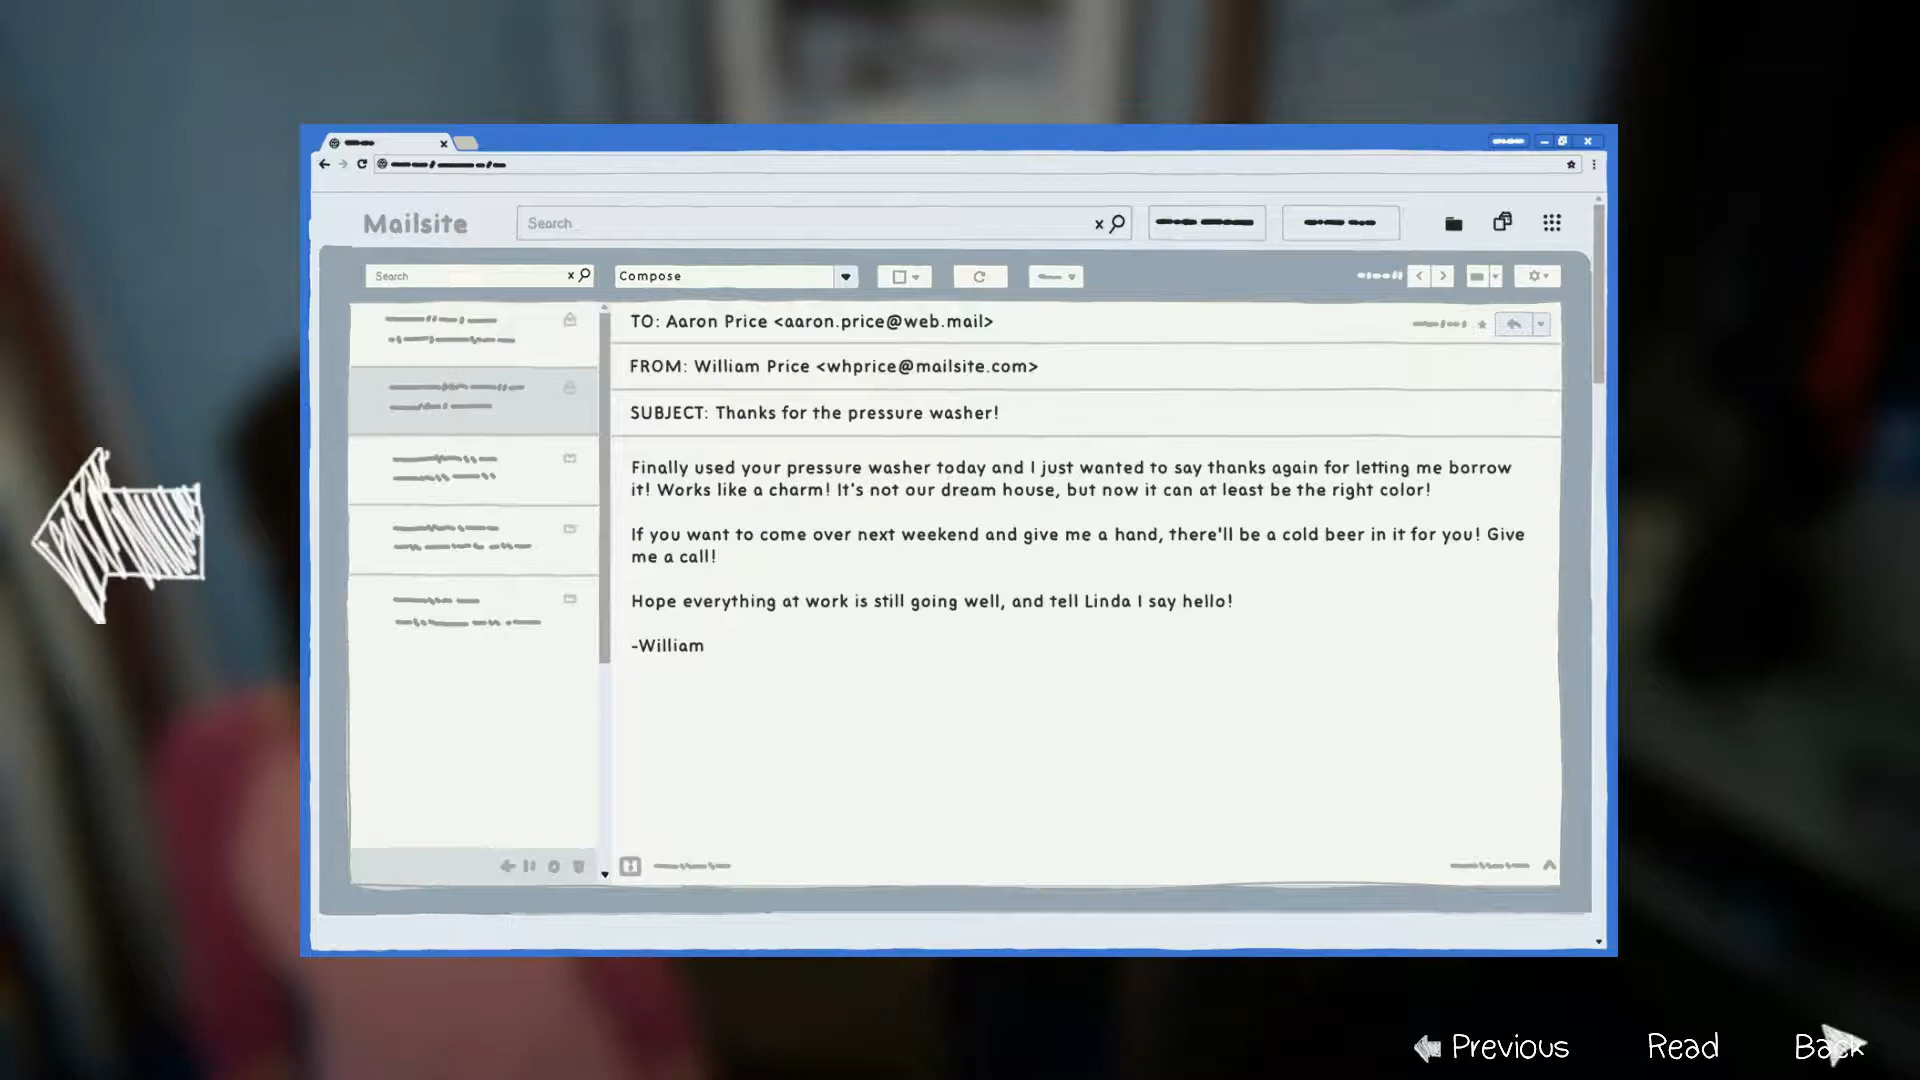 Mailsite
Search
Search
Compose
TO: Aaron Price <aaron.price@web.mail>
FROM: William Price <whprice@mailsite.com>
SUBJECT: Thanks for the pressure washer!
Finally used your pressure washer today and I just wanted to say thanks again for letting me borrow
it! Works like a charm! It's not our dream house, but now it can at least be the right color!
If you want to come over next weekend and give me a hand, there'll be a cold beer in it for you! Give
me a call!
Hope everything at work is still going well, and tell Linda I say hello!
-William
Previous
Read
Back